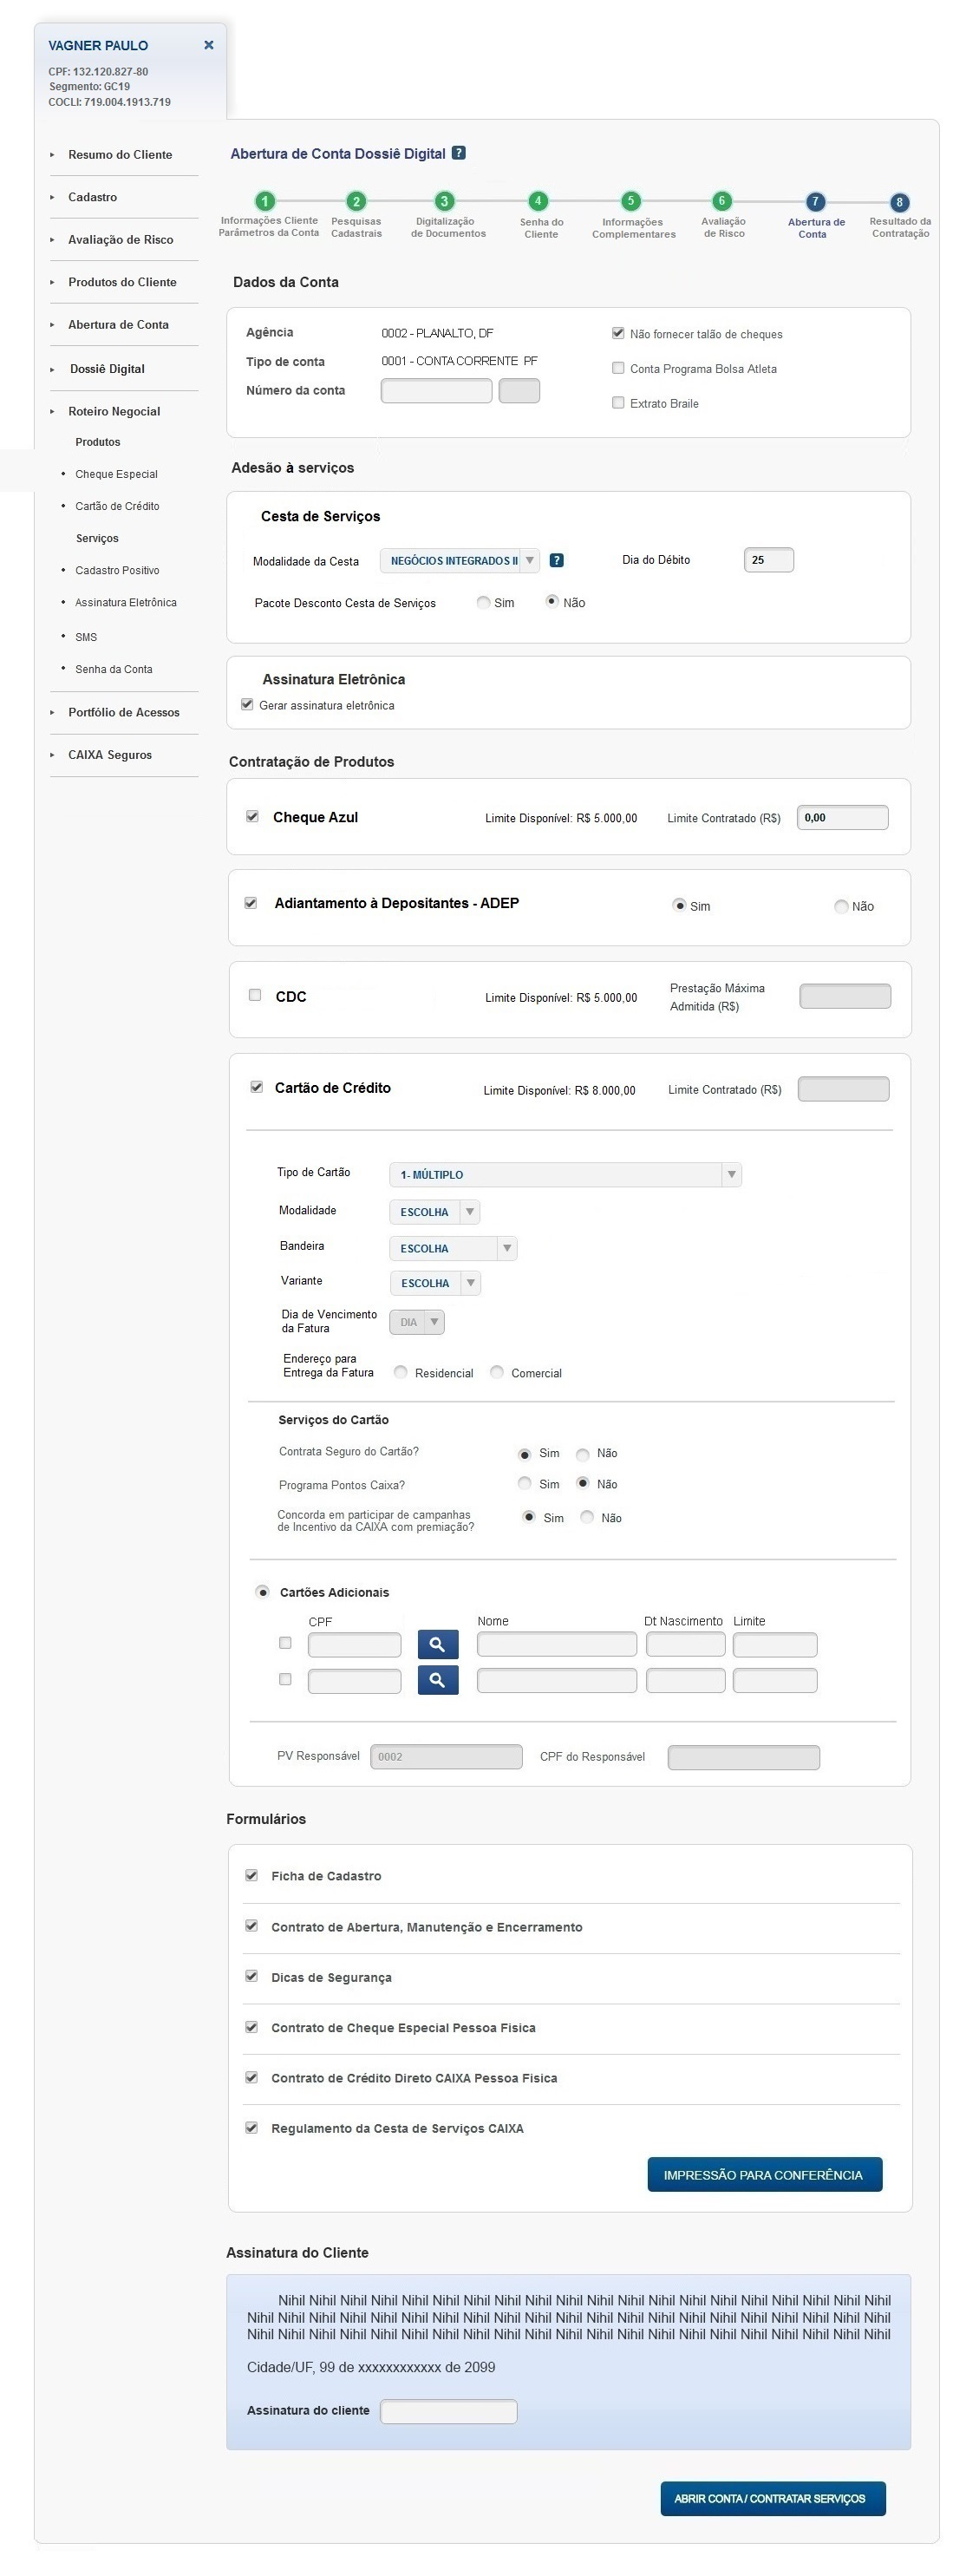 VAGNER PAULO
CPF: 132.120.827-80
Segmento: GC19
COCLI: 719.004.1913.719
Resumo do Cliente
Cadastro
Avaliação de Risco
Produtos do Cliente
Abertura de Conta
Dossiê Digital
Roteiro Negocial
Produtos
Cheque Especial
Cartão de Crédito
Serviços
Cadastro Positivo
Assinatura Eletrônica
SMS
Senha da Conta
Portfólio de Acessos
CAIXA Seguros
Abertura de Conta Dossiê Digital ?
1 Informações Cliente
Parâmetros da Conta
2 Pesquisas
Cadastrais
3 Digitalização
de Documentos
4 Senha do
Cliente
5 Informações
Complementares
6 Avaliação
de Risco
7 Abertura de
Conta
8 Resultado da
Contratação
Dados da Conta
Agência 0002 - PLANALTO, DF
Tipo de conta 0001 - CONTA CORRENTE PF
Número da conta
Não fornecer talão de cheques
Conta Programa Bolsa Atleta
Extrato Braile
Adesão à serviços
Cesta de Serviços
Modalidade da Cesta NEGÓCIOS INTEGRADOS II ? Dia do Débito 25
Pacote Desconto Cesta de Serviços Sim Não
Assinatura Eletrônica
Gerar assinatura eletrônica
Contratação de Produtos
Cheque Azul Limite Disponível: R$ 5.000,00 Limite Contratado (R$) 0,00
Adiantamento à Depositantes - ADEP Sim Não
CDC Limite Disponível: R$ 5.000,00 Prestação Máxima
Admitida (R$)
Cartão de Crédito Limite Disponível: R$ 8.000,00 Limite Contratado (R$)
Tipo de Cartão 1- MÚLTIPLO
Modalidade ESCOLHA
Bandeira ESCOLHA
Variante ESCOLHA
Dia de Vencimento
da Fatura DIA
Endereço para
Entrega da Fatura Residencial Comercial
Serviços do Cartão
Contrata Seguro do Cartão? Sim Não
Programa Pontos Caixa? Sim Não
Concorda em participar de campanhas
de Incentivo da CAIXA com premiação? Sim Não
Cartões Adicionais
CPF Nome Dt Nascimento Limite
PV Responsável 0002 CPF do Responsável
Formulários
Ficha de Cadastro
Contrato de Abertura, Manutenção e Encerramento
Dicas de Segurança
Contrato de Cheque Especial Pessoa Fisica
Contrato de Crédito Direto CAIXA Pessoa Fisica
Regulamento da Cesta de Serviços CAIXA
IMPRESSÃO PARA CONFERÊNCIA
Assinatura do Cliente
Nihil Nihil Nihil Nihil Nihil Nihil Nihil Nihil Nihil Nihil Nihil Nihil Nihil Nihil Nihil Nihil Nihil Nihil Nihil Nihil
Nihil Nihil Nihil Nihil Nihil Nihil Nihil Nihil Nihil Nihil Nihil Nihil Nihil Nihil Nihil Nihil Nihil Nihil Nihil Nihil Nihil
Nihil Nihil Nihil Nihil Nihil Nihil Nihil Nihil Nihil Nihil Nihil Nihil Nihil Nihil Nihil Nihil Nihil Nihil Nihil Nihil Nihil
Cidade/UF, 99 de xxxxxxxxxxxx de 2099
Assinatura do cliente
ABRIR CONTA / CONTRATAR SERVIÇOS